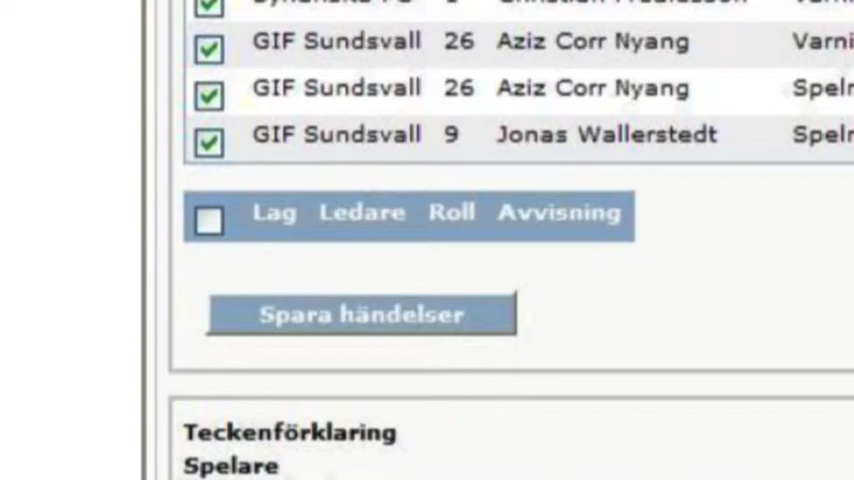 GIF Sundsvall 26 Aziz Corr Nyang
GIF Sundsvall 26 Aziz Corr Nyang
GIF Sundsvall 9 Jonas Wallerstedt
Lag Ledare Roll Avvisning
Spara händelser
Teckenförklaring
Spelare